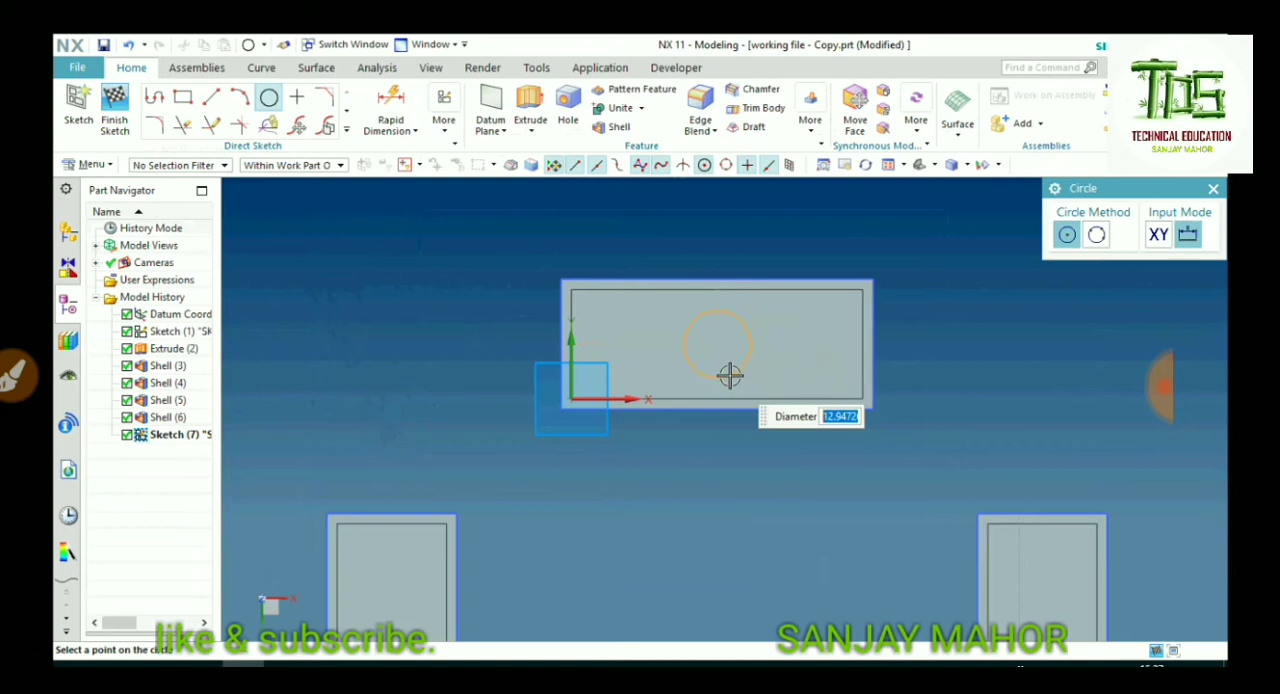 NX
Switch Window
Window
NX 11 - Modeling - [working file - Copy.prt (Modified) ]
SI
File
Home
Assemblies
Curve
Surface
Analysis
View
Render
Tools
Application
Developer
Find a Command
Sketch
Finish Sketch
Rapid Dimension
More
Direct Sketch
Datum Plane
Extrude
Hole
Pattern Feature
Unite
Shell
Edge Blend
Chamfer
Trim Body
Draft
More
Feature
Move Face
More
Synchronous Mod...
Surface
Work on Assembly
Add
Assemblies
TECHNICAL EDUCATION
SANJAY MAHOR
Menu
No Selection Filter
Within Work Part O
Part Navigator
Name
History Mode
Model Views
Cameras
User Expressions
Model History
Datum Coord
Sketch (1) "SK
Extrude (2)
Shell (3)
Shell (4)
Shell (5)
Shell (6)
Sketch (7) "S
Circle
Circle Method
Input Mode
XY
Y
X
Diameter
12.9472
X
like & subscribe.
SANJAY MAHOR
Select a point on the circle